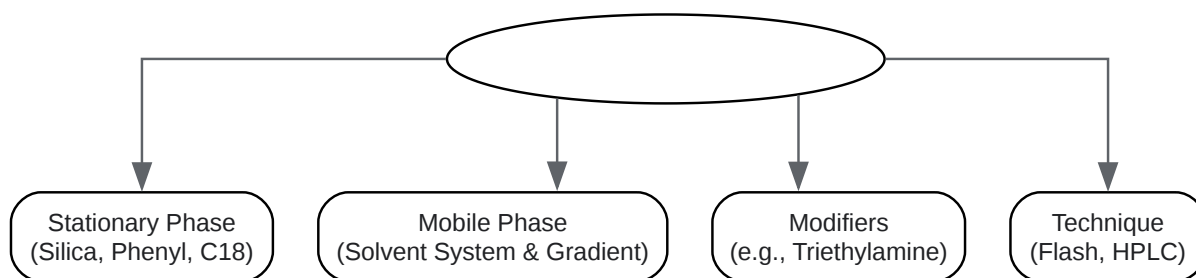 Stationary Phase
(Silica, Phenyl, C18)
Mobile Phase
(Solvent System & Gradient)
Modifiers
(e.g., Triethylamine)
Technique
(Flash, HPLC)